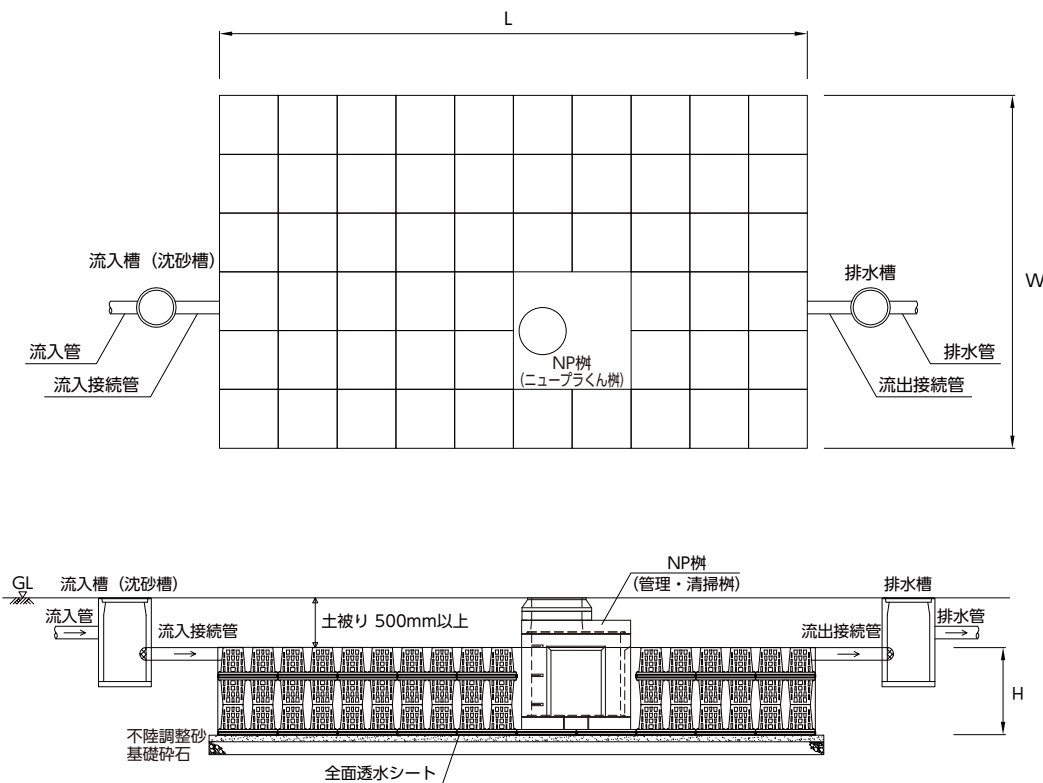 L
流入槽（沈砂槽）
排水槽
W
流入管
流入接続管
NP桝
(ニュープラくん桝)
排水管
流出接続管
NP桝
(管理・清掃桝)
GL
流入槽（沈砂槽）
排水槽
流入管
流入接続管
土被り 500mm以上
流出接続管
排水管
H
不陸調整砂
基礎砕石
全面透水シート